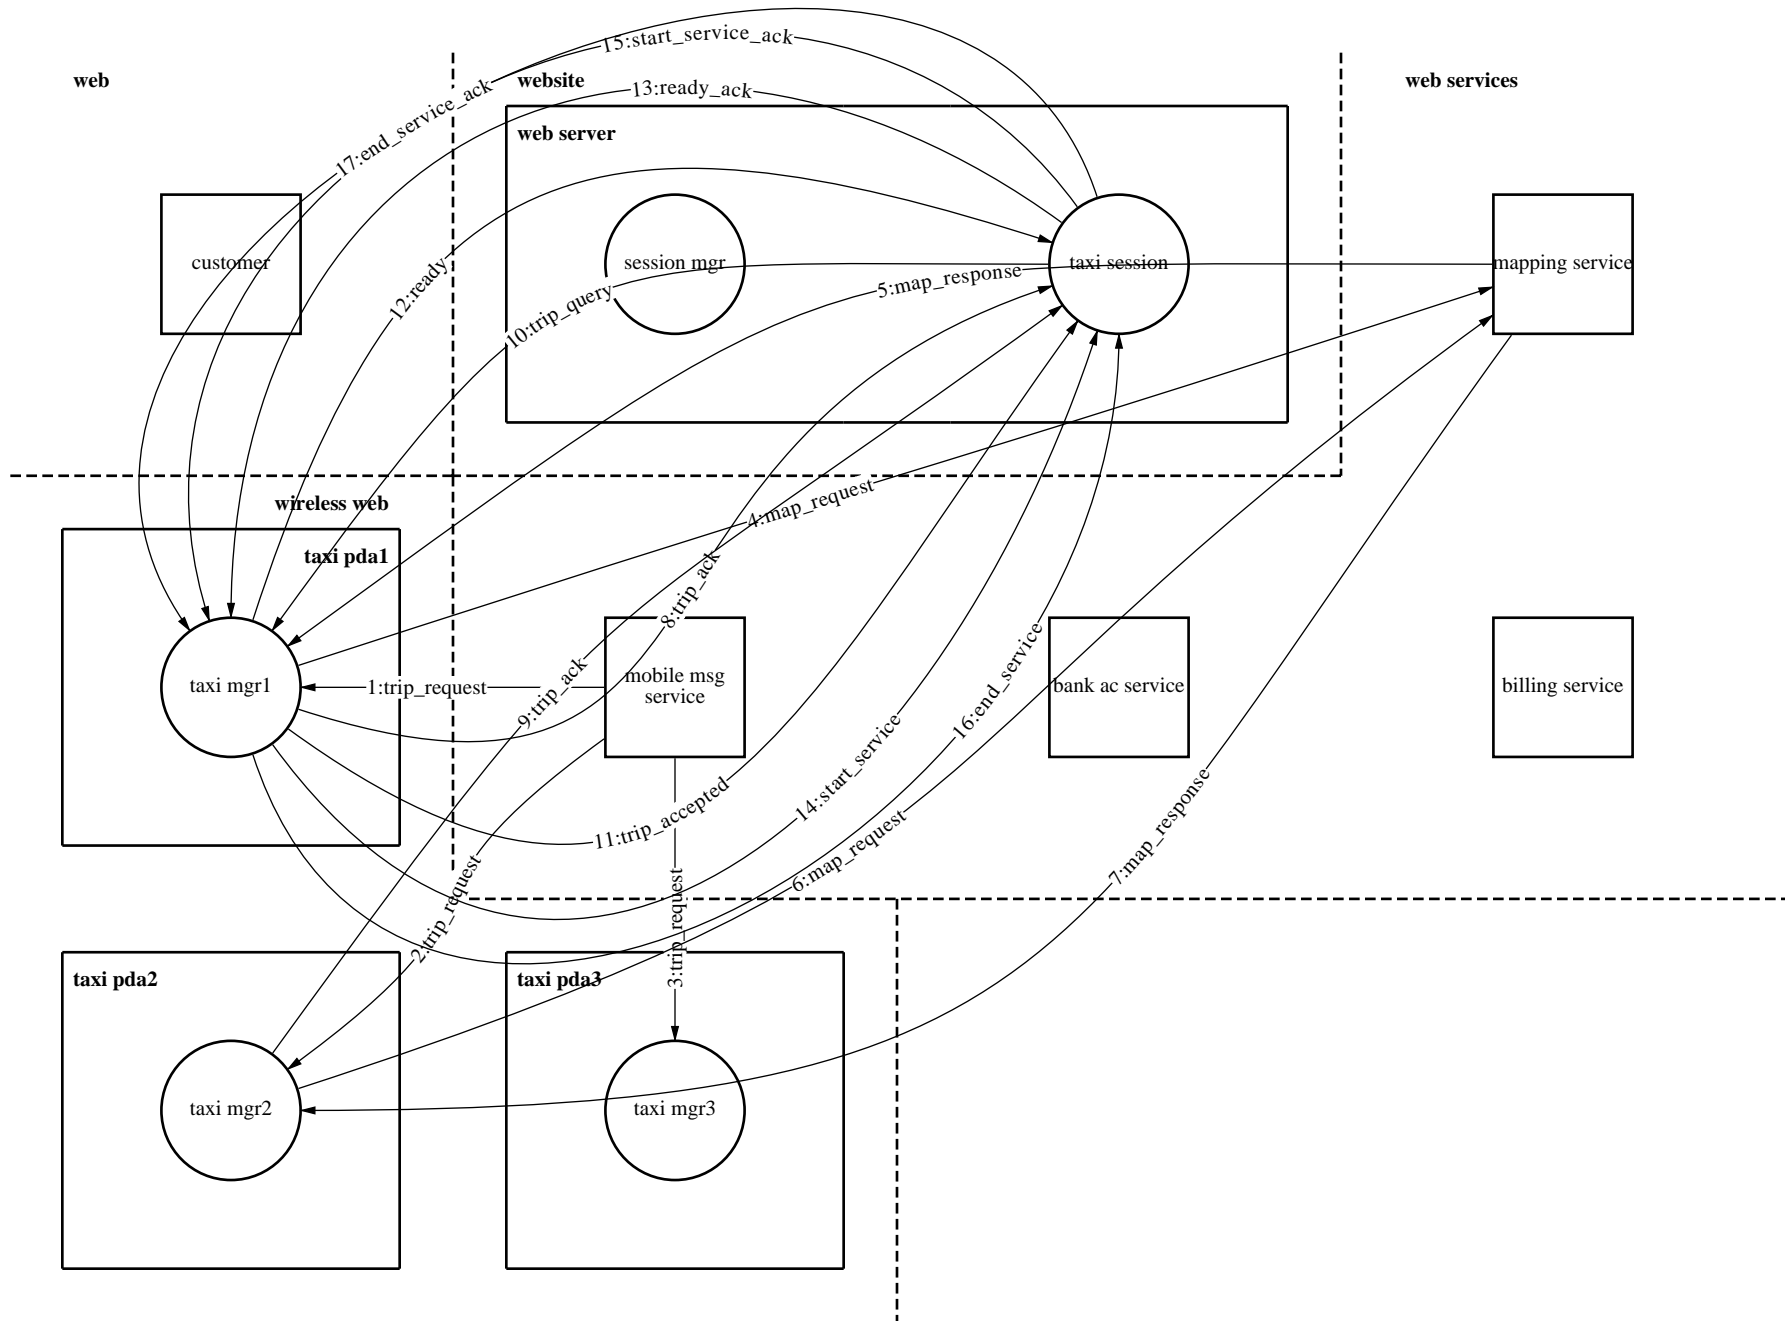 15:start_service_ack
web
website
web services
13:ready_ack
17:end_service_ack
web server
customer
session mgr
taxi session
mapping service
12:ready
5:map_response
10:trip_query
wireless web
4:map_request
taxi pda1
8:trip_ack
taxi mgr1
1:trip_request
mobile msg
service
bank ac service
billing service
9:trip_ack
16:end_service
14:start_service
11:trip_accepted
6:map_request
7:map_response
2:trip_request
3:trip_request
taxi pda2
taxi pda3
taxi mgr2
taxi mgr3